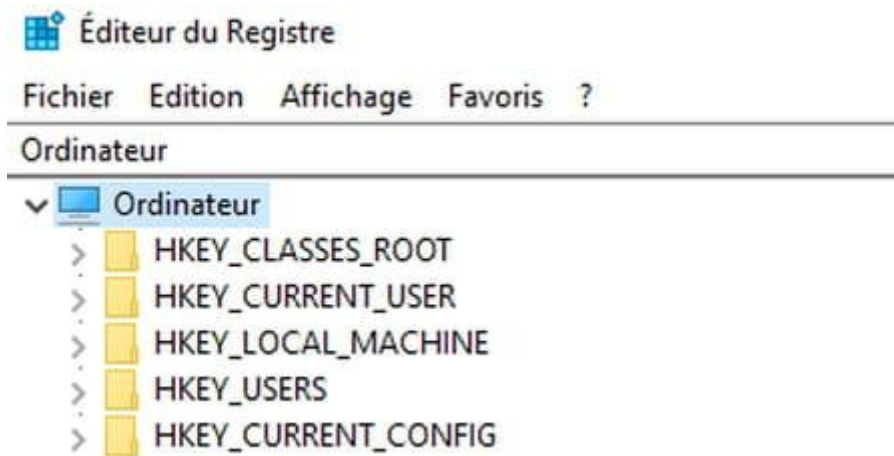 Éditeur du Registre
Fichier Edition Affichage Favoris ?
Ordinateur
Ordinateur
HKEY_CLASSES_ROOT
HKEY_CURRENT_USER
HKEY_LOCAL_MACHINE
HKEY_USERS
HKEY_CURRENT_CONFIG